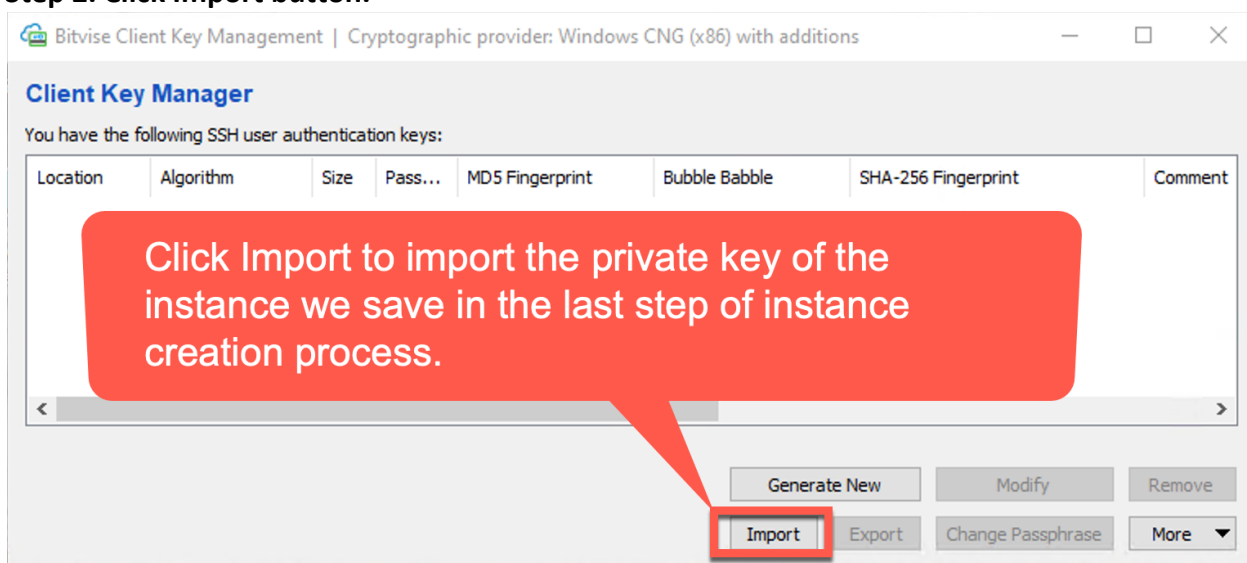 Bitvise Client Key Management | Cryptographic provider: Windows CNG (x86) with additions
Client Key Manager
You have the following SSH user authentication keys:
Location Algorithm Size Pass... MD5 Fingerprint Bubble Babble SHA-256 Fingerprint Comment
Click Import to import the private key of the
instance we save in the last step of instance
creation process.
Generate New Modify Remove
Import Export Change Passphrase More